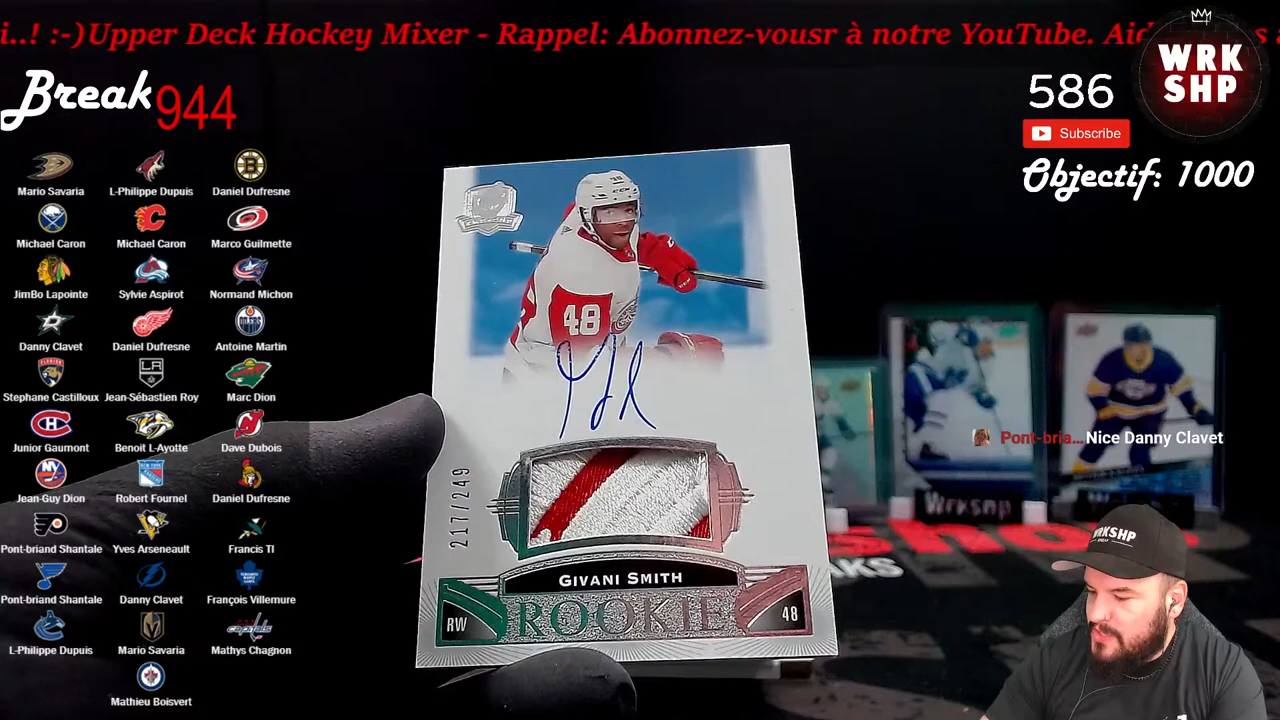 i..! :-)Upper Deck Hockey Mixer - Rappel: Abonnez-vousr à notre YouTube. Aid
WRK
SHP
Break 944
586
Subscribe
Objectif: 1000
Mario Savaria L-Philippe Dupuis Daniel Dufresne
Michael Caron Michael Caron Marco Guilmette
JimBo Lapointe Sylvie Aspirot Normand Michon
Danny Clavet Daniel Dufresne Antoine Martin
Stephane Castilloux Jean-Sébastien Roy Marc Dion
Junior Gaumont Benoit L-Ayotte Dave Dubois
Jean-Guy Dion Robert Fournel Daniel Dufresne
Pont-briand Shantale Yves Arseneault Francis Tl
Pont-briand Shantale Danny Clavet François Villemure
L-Philippe Dupuis Mario Savaria Mathys Chagnon
Mathieu Boisvert
48
217/249
GIVANI SMITH
RW ROOKIE 48
Pont-bria... Nice Danny Clavet
WRKSHP